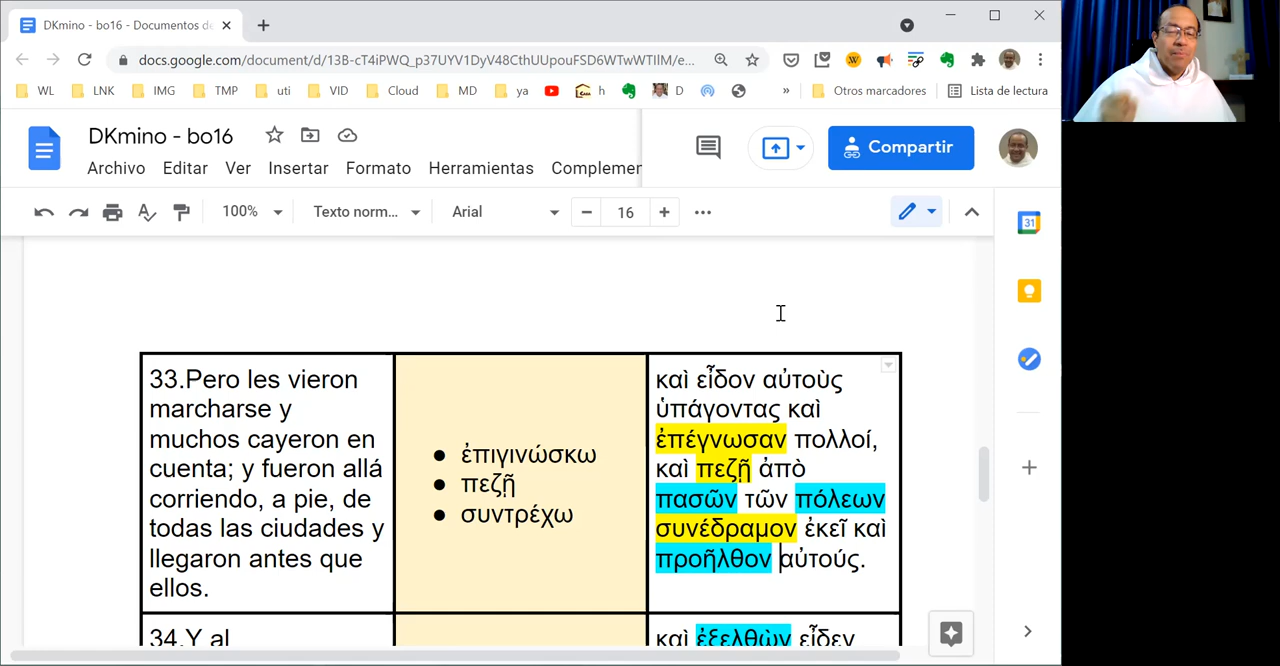 DKmino - bo16 - Documentos d
docs.google.com/document/d/13B-cT4iPWQ_p37UYV1DyV48CthUUpouFSD6WTwWTIlM/e...
WL LNK IMG TMP uti VID Cloud MD ya h D » Otros marcadores Lista de lectura
DKmino - bo16
Compartir
Archivo Editar Ver Insertar Formato Herramientas Complemen
100% Texto norm... Arial 16
31
33.Pero les vieron
marcharse y
muchos cayeron en
cuenta; y fueron allá
corriendo, a pie, de
todas las ciudades y
llegaron antes que
ellos.
● ἐπιγινώσκω
● πεζῇ
● συντρέχω
καὶ εἶδον αὐτοὺς
ὑπάγοντας καὶ
ἐπέγνωσαν πολλοί,
καὶ πεζῇ ἀπὸ
πασῶν τῶν πόλεων
συνέδραμον ἐκεῖ καὶ
προῆλθον αὐτούς.
34.Y al
καὶ ἐξελθὼν εἶδεν